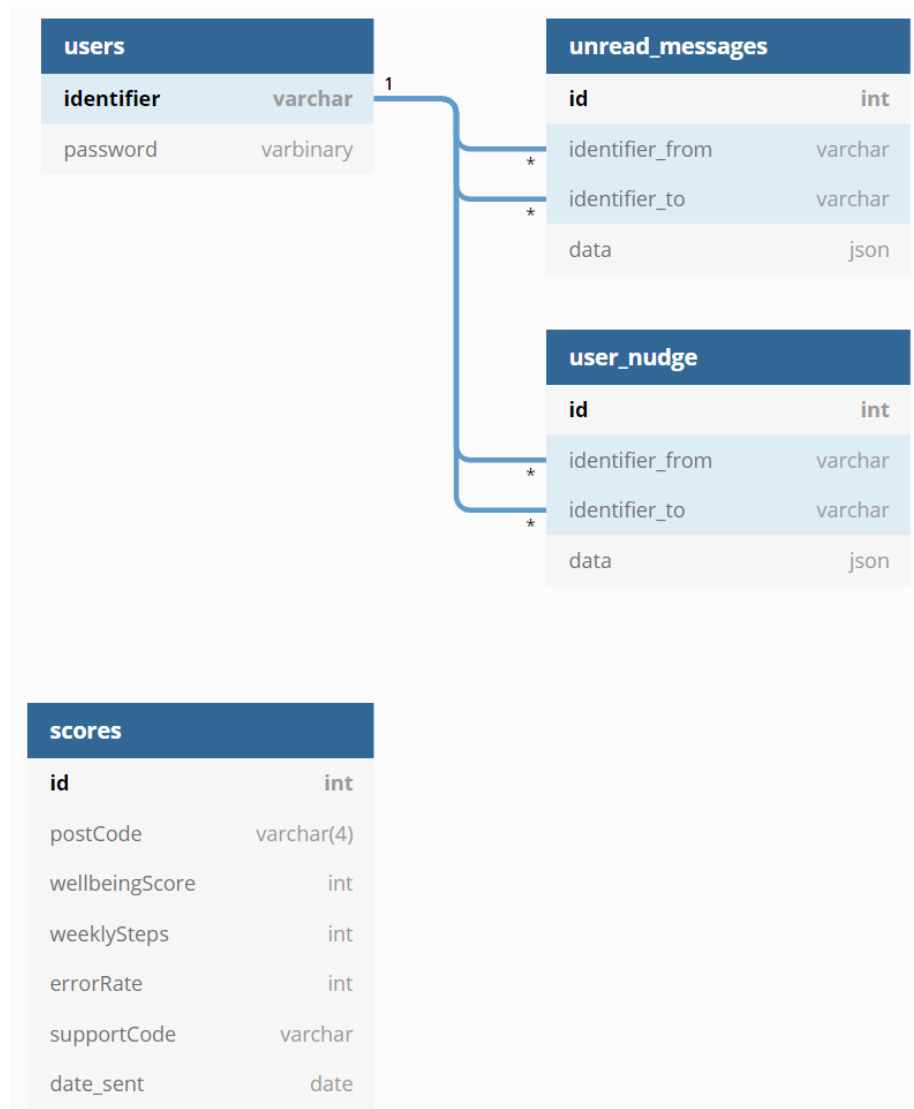 users
identifier varchar
password varbinary
1
*
*
unread_messages
id int
identifier_from varchar
identifier_to varchar
data json
user_nudge
id int
identifier_from varchar
identifier_to varchar
data json
*
*
scores
id int
postCode varchar(4)
wellbeingScore int
weeklySteps int
errorRate int
supportCode varchar
date_sent date